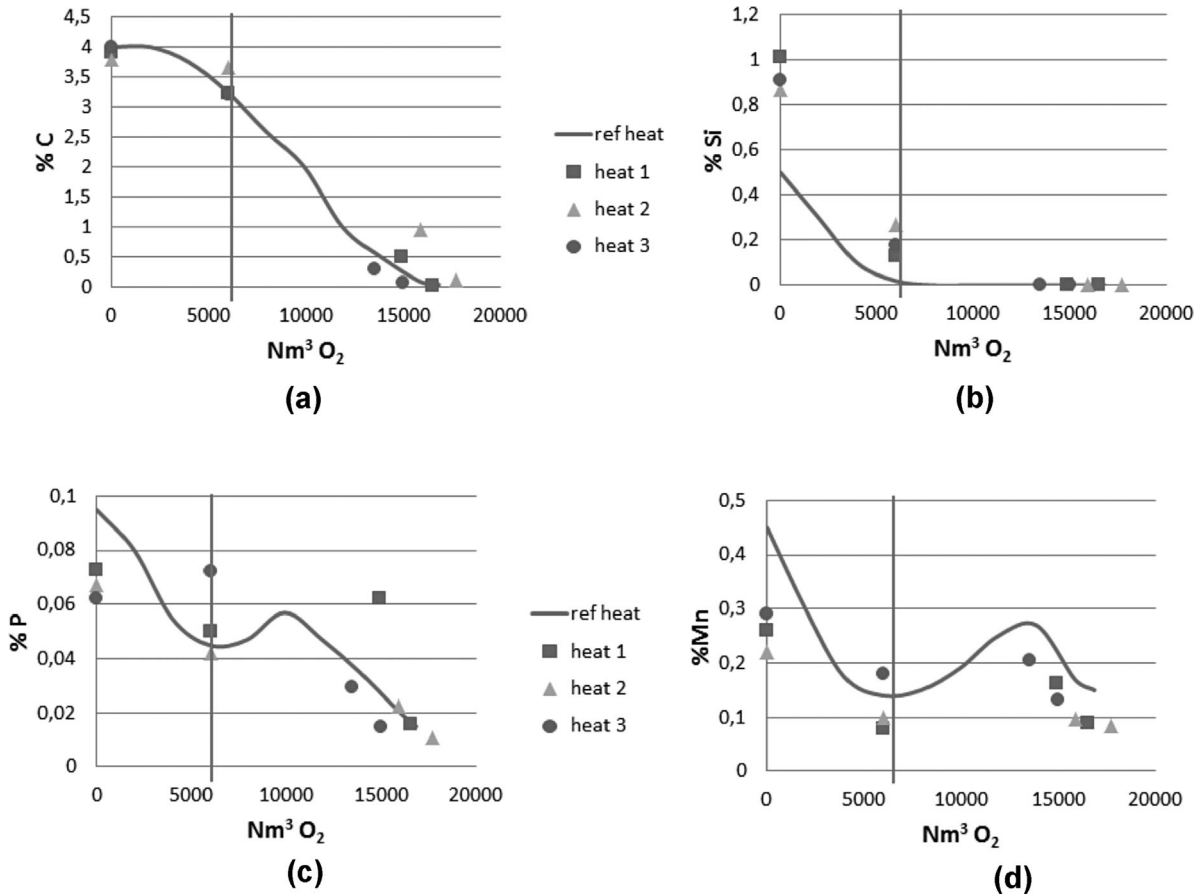 4,5
4
3,5
3
2,5
2
1,5
1
0,5
0
% C
0 5000 10000 15000 20000
Nm³ O₂
(a)
ref heat
heat 1
heat 2
heat 3
1,2
1
0,8
0,6
0,4
0,2
0
% Si
0 5000 10000 15000 20000
Nm³ O₂
(b)
0,1
0,08
0,06
0,04
0,02
0
% P
0 5000 10000 15000 20000
Nm³ O₂
(c)
ref heat
heat 1
heat 2
heat 3
0,5
0,4
0,3
0,2
0,1
0
%Mn
0 5000 10000 15000 20000
Nm³ O₂
(d)